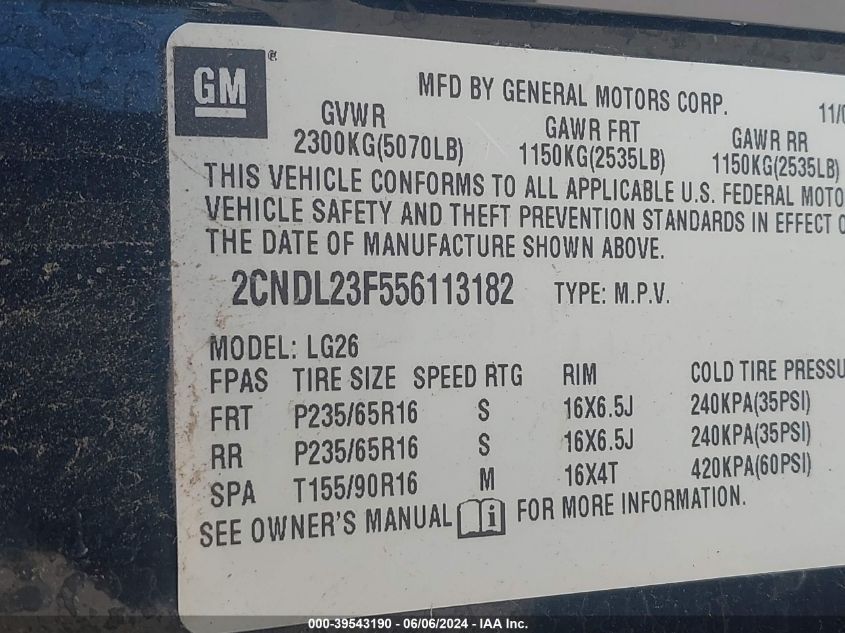 GM®
MFD BY GENERAL MOTORS CORP. 11/0
GVWR GAWR FRT GAWR RR
2300KG(5070LB) 1150KG(2535LB) 1150KG(2535LB)
THIS VEHICLE CONFORMS TO ALL APPLICABLE U.S. FEDERAL MOTO
VEHICLE SAFETY AND THEFT PREVENTION STANDARDS IN EFFECT O
THE DATE OF MANUFACTURE SHOWN ABOVE.
2CNDL23F556113182 TYPE: M.P.V.
MODEL: LG26
FPAS TIRE SIZE SPEED RTG RIM COLD TIRE PRESSU
FRT P235/65R16 S 16X6.5J 240KPA(35PSI)
RR P235/65R16 S 16X6.5J 240KPA(35PSI)
SPA T155/90R16 M 16X4T 420KPA(60PSI)
SEE OWNER'S MANUAL i FOR MORE INFORMATION.
000-39543190 - 06/06/2024 - IAA Inc.